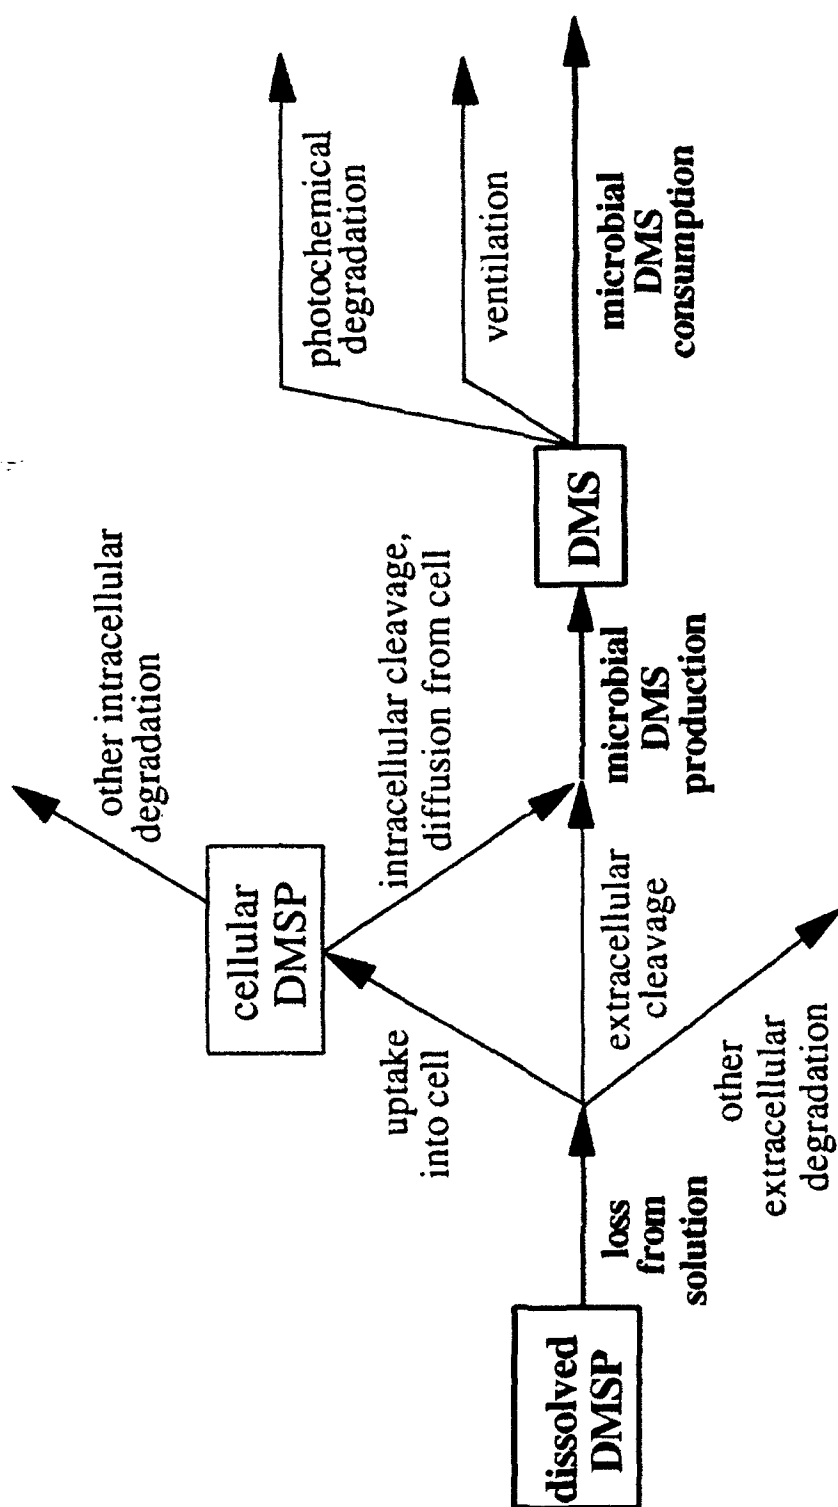 dissolved
DMSP
loss
from
solution
uptake
into cell
cellular
DMSP
other intracellular
degradation
intracellular cleavage,
diffusion from cell
extracellular
cleavage
other
extracellular
degradation
microbial
DMS
production
DMS
photochemical
degradation
ventilation
microbial
DMS
consumption